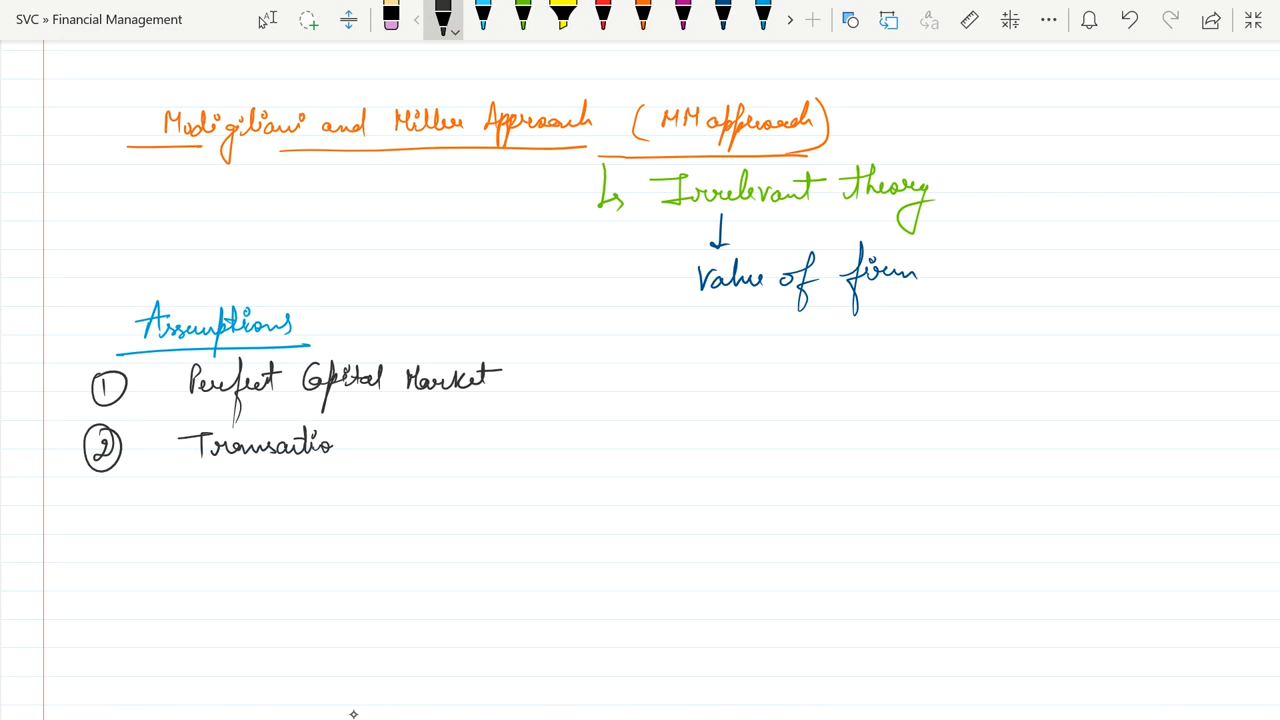 SVC » Financial Management
Modigiliani and Miller Approach (MM approach)
↳ Irrelevant theory
↓
Value of firm
Assumptions
① Perfect Capital Market
② Transactio